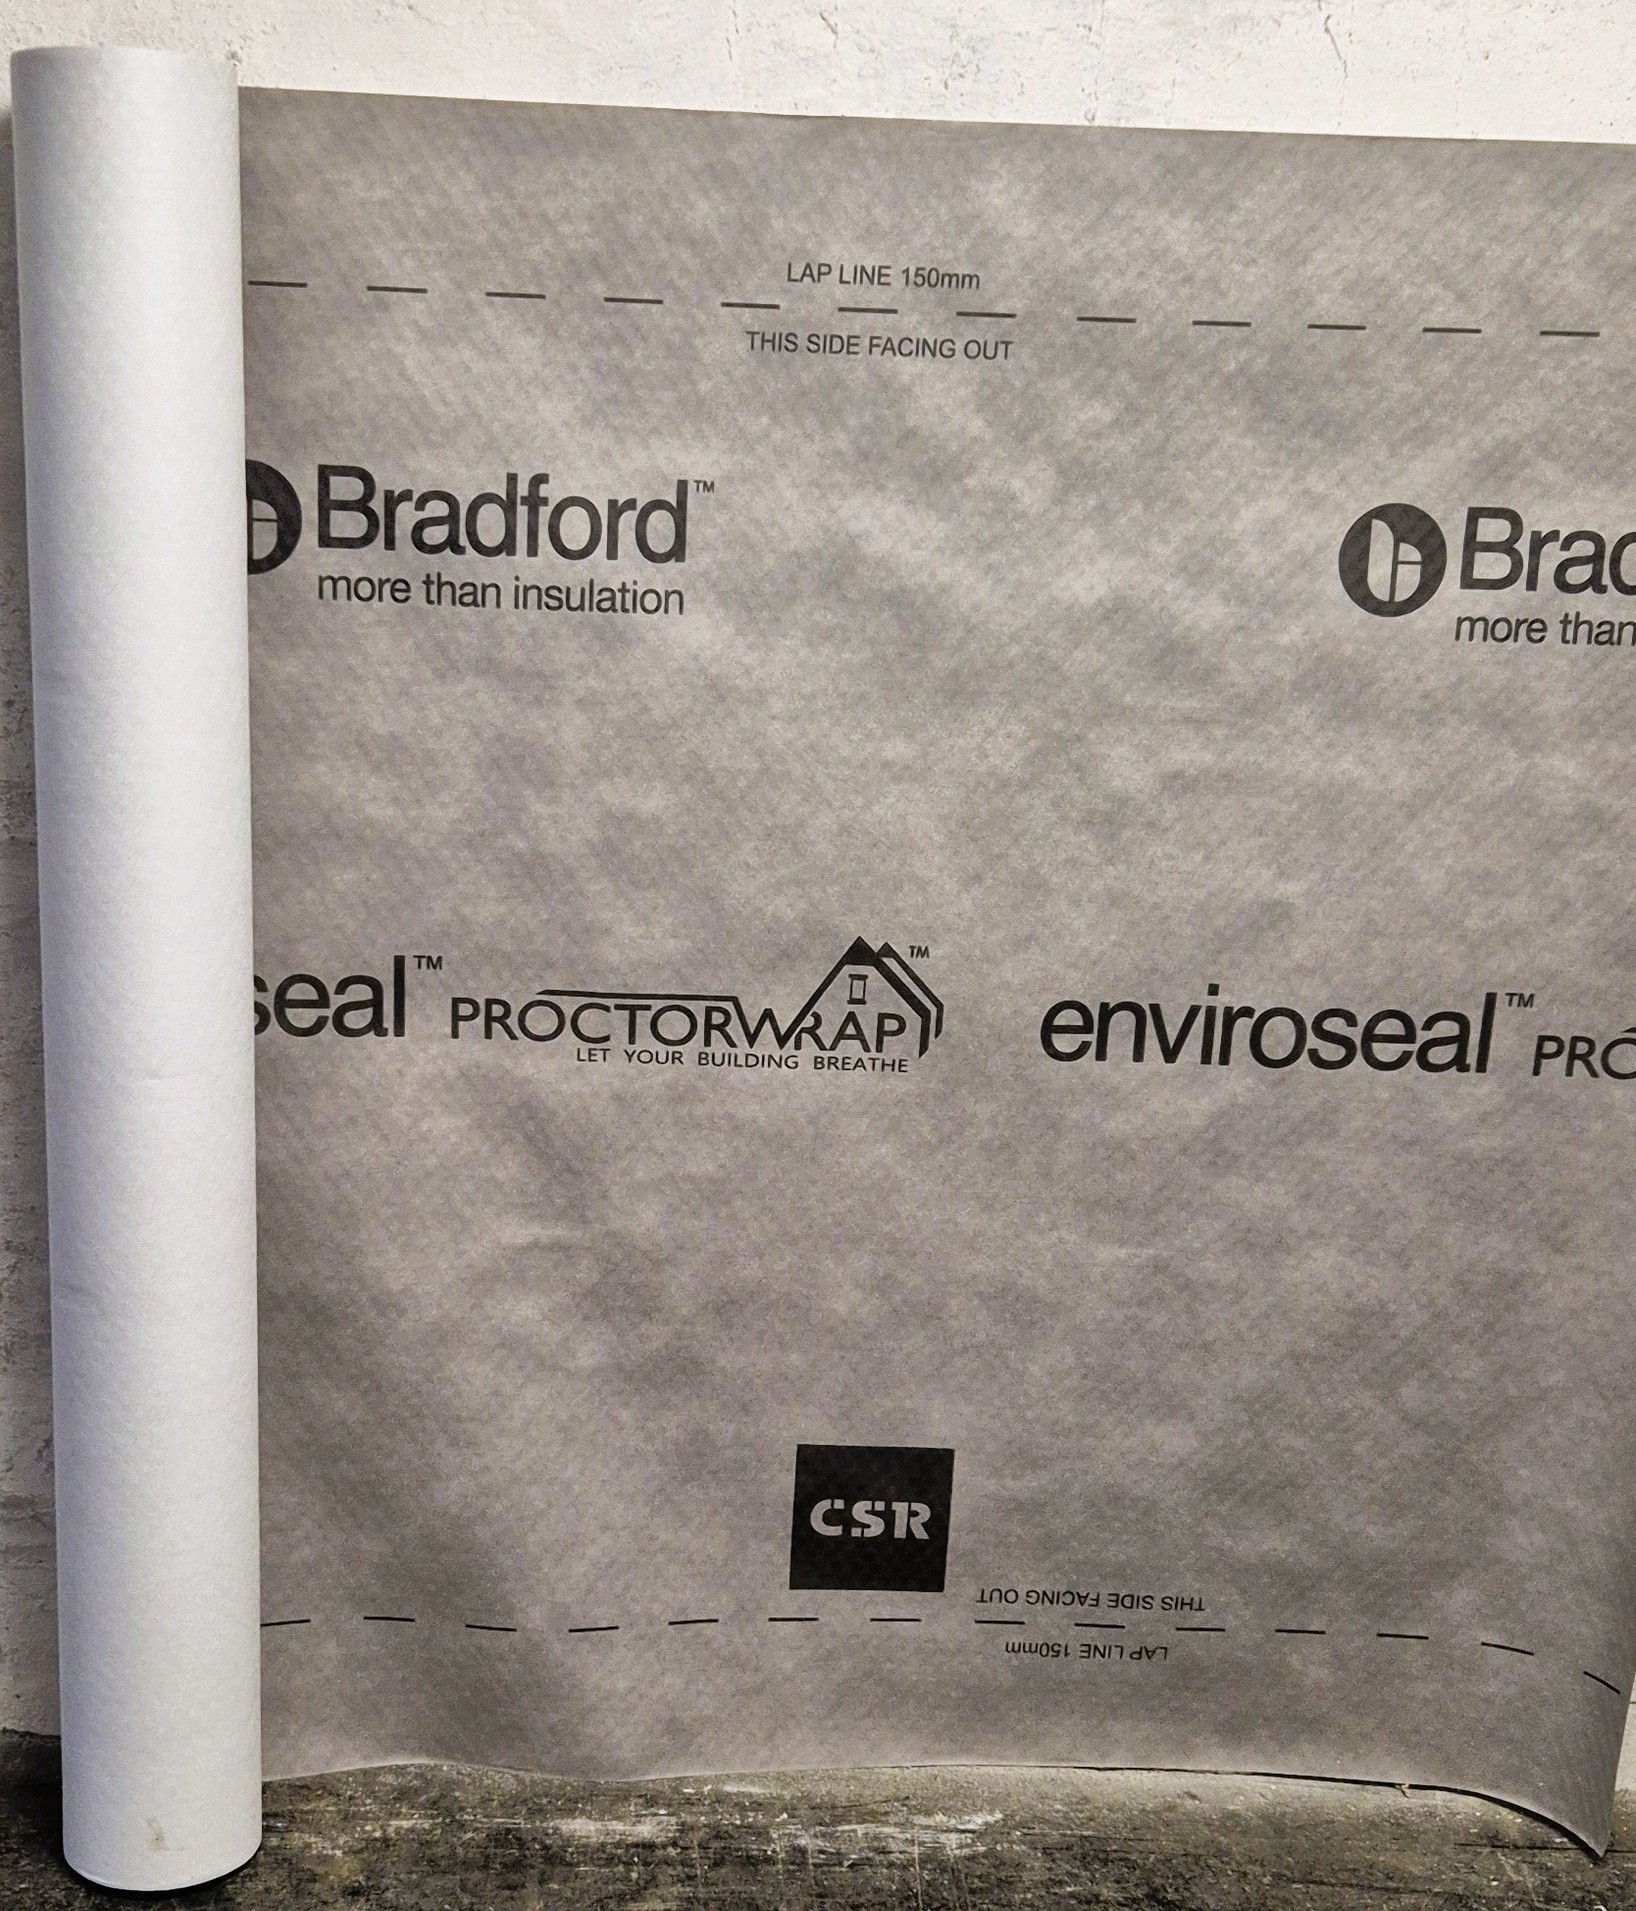 LAP LINE 150mm
THIS SIDE FACING OUT
Bradford™
more than insulation
Brad
more than
seal™ PROCTORWRAP™
LET YOUR BUILDING BREATHE
enviroseal™ PRO
CSR
THIS SIDE FACING OUT
LAP LINE 150mm